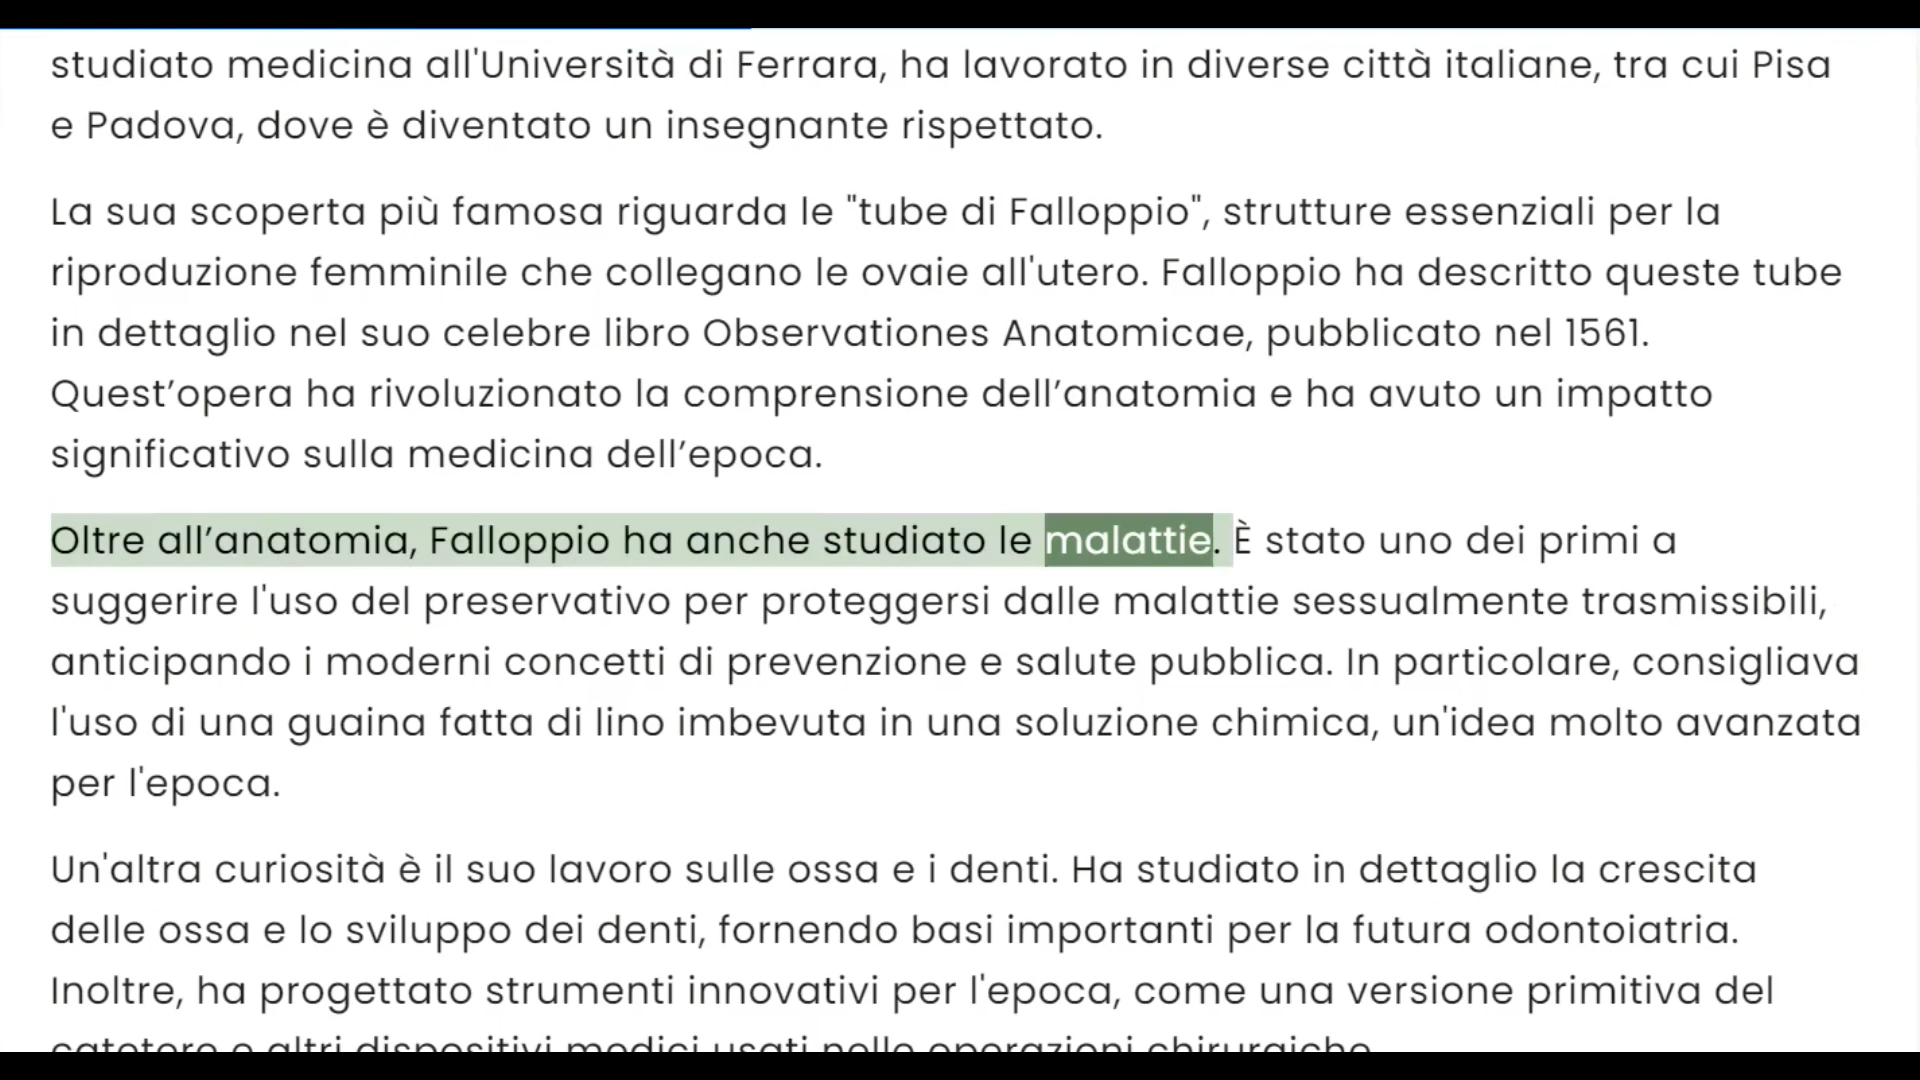 studiato medicina all'Università di Ferrara, ha lavorato in diverse città italiane, tra cui Pisa
e Padova, dove è diventato un insegnante rispettato.
La sua scoperta più famosa riguarda le "tube di Falloppio", strutture essenziali per la
riproduzione femminile che collegano le ovaie all'utero. Falloppio ha descritto queste tube
in dettaglio nel suo celebre libro Observationes Anatomicae, pubblicato nel 1561.
Quest’opera ha rivoluzionato la comprensione dell’anatomia e ha avuto un impatto
significativo sulla medicina dell’epoca.
Oltre all’anatomia, Falloppio ha anche studiato le malattie. È stato uno dei primi a
suggerire l'uso del preservativo per proteggersi dalle malattie sessualmente trasmissibili,
anticipando i moderni concetti di prevenzione e salute pubblica. In particolare, consigliava
l'uso di una guaina fatta di lino imbevuta in una soluzione chimica, un'idea molto avanzata
per l'epoca.
Un'altra curiosità è il suo lavoro sulle ossa e i denti. Ha studiato in dettaglio la crescita
delle ossa e lo sviluppo dei denti, fornendo basi importanti per la futura odontoiatria.
Inoltre, ha progettato strumenti innovativi per l'epoca, come una versione primitiva del
catetere e altri dispositivi medici usati nelle operazioni chirurgiche.